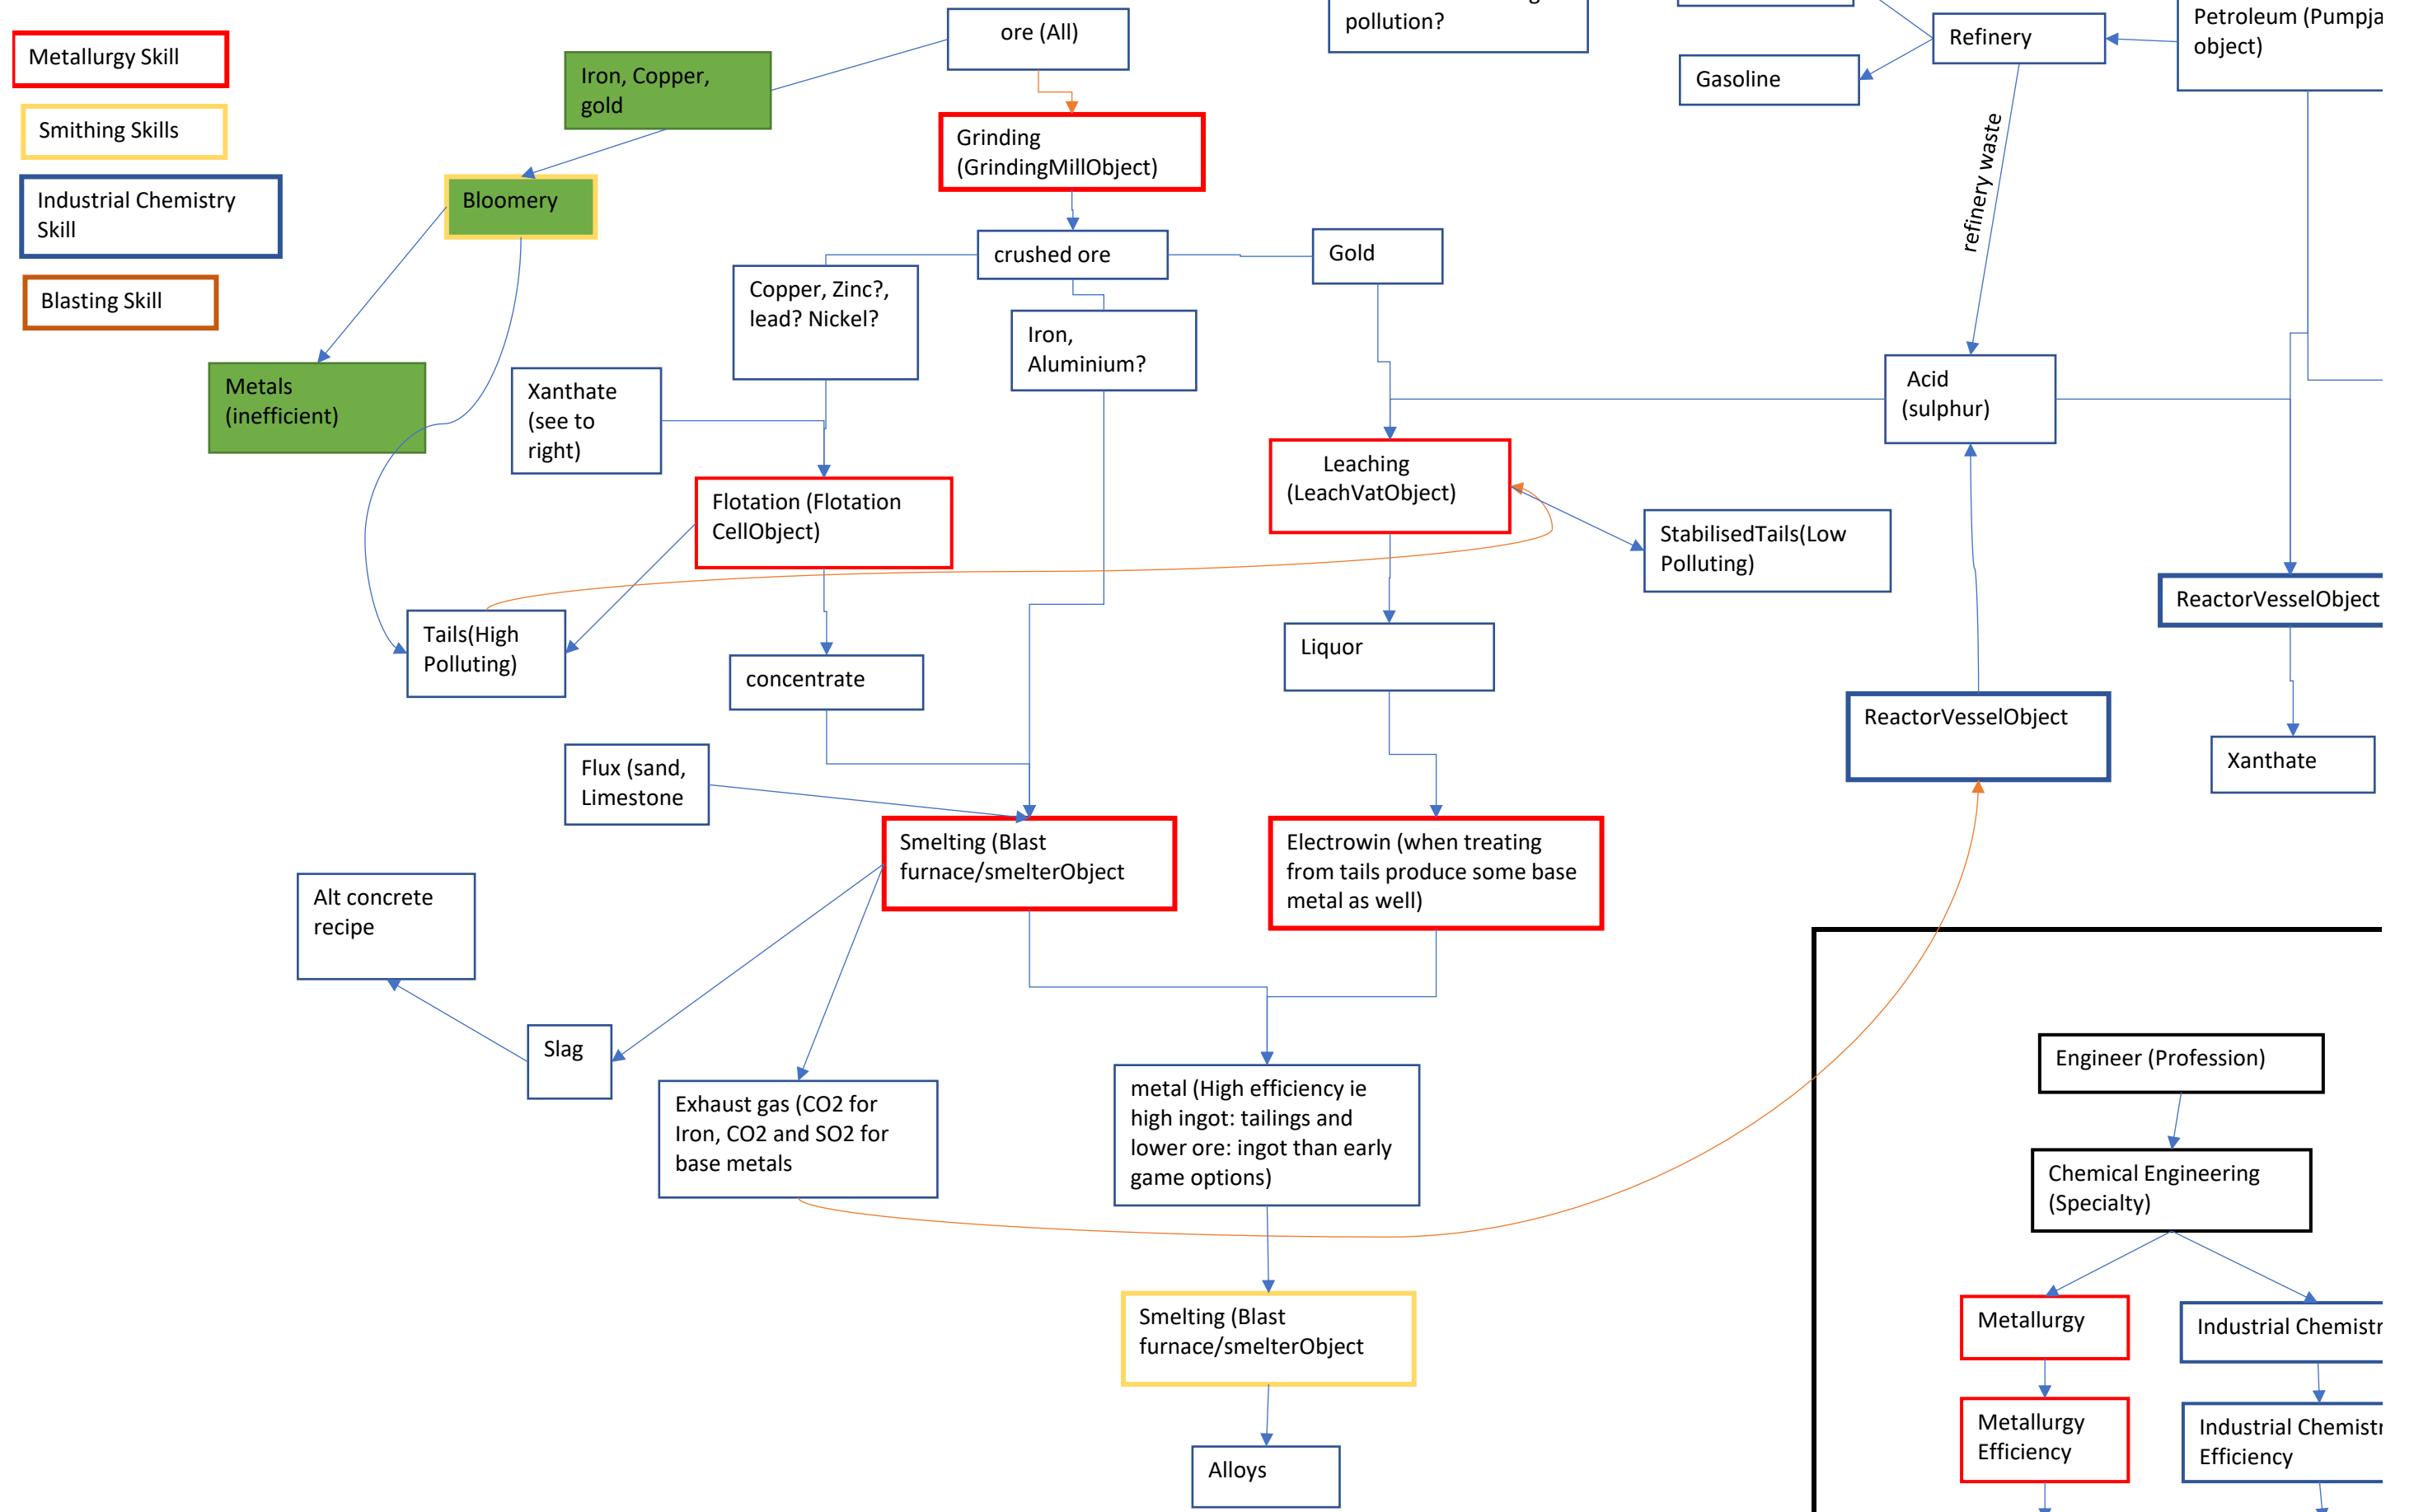 pollution?
Petroleum (Pumpja
object)
Refinery
Gasoline
refinery waste
Metallurgy Skill
Smithing Skills
Industrial Chemistry
Skill
Blasting Skill
ore (All)
Iron, Copper,
gold
Grinding
(GrindingMillObject)
Bloomery
crushed ore
Gold
Copper, Zinc?,
lead? Nickel?
Iron,
Aluminium?
Metals
(inefficient)
Xanthate
(see to
right)
Acid
(sulphur)
Flotation (Flotation
CellObject)
Leaching
(LeachVatObject)
StabilisedTails(Low
Polluting)
ReactorVesselObject
Tails(High
Polluting)
concentrate
Liquor
ReactorVesselObject
Xanthate
Flux (sand,
Limestone
Smelting (Blast
furnace/smelterObject
Electrowin (when treating
from tails produce some base
metal as well)
Alt concrete
recipe
Slag
Exhaust gas (CO2 for
Iron, CO2 and SO2 for
base metals
metal (High efficiency ie
high ingot: tailings and
lower ore: ingot than early
game options)
Engineer (Profession)
Chemical Engineering
(Specialty)
Smelting (Blast
furnace/smelterObject
Metallurgy
Industrial Chemistr
Metallurgy
Efficiency
Industrial Chemistr
Efficiency
Alloys